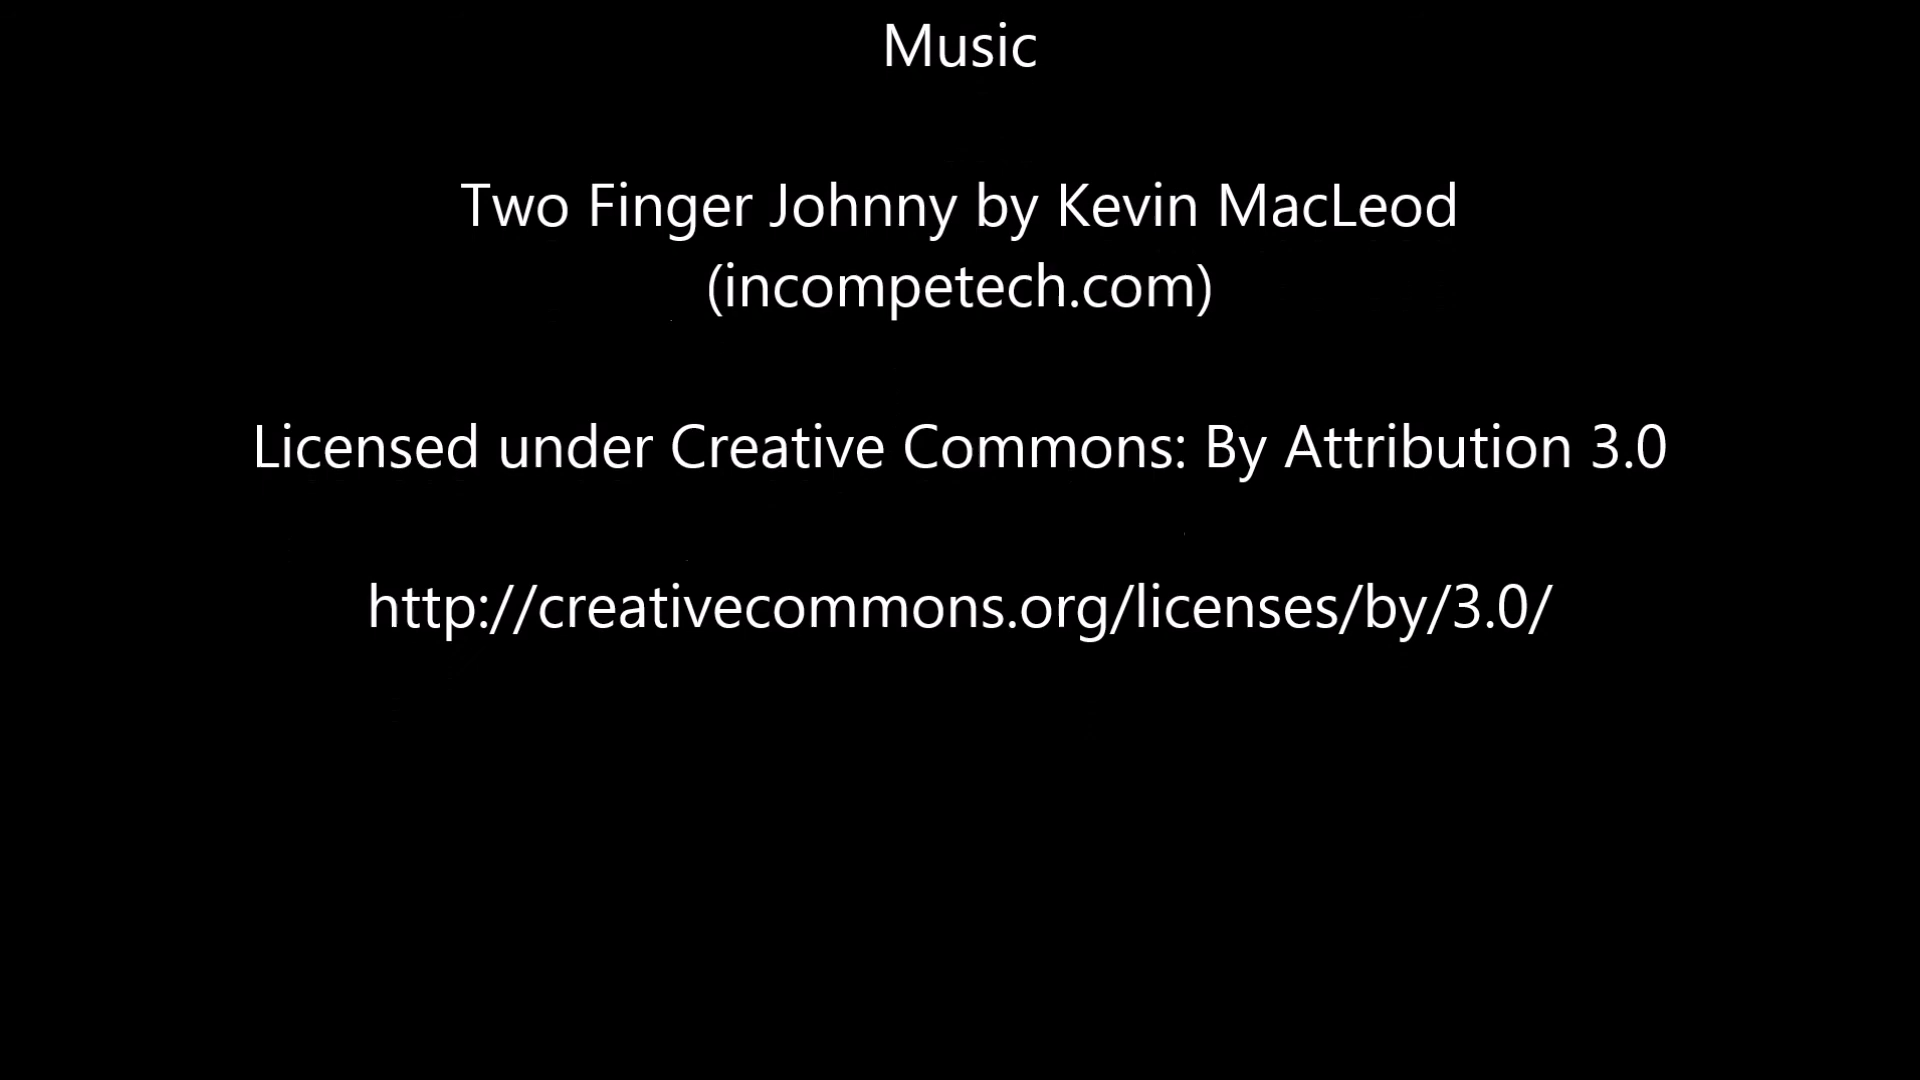 Music
Two Finger Johnny by Kevin MacLeod
(incompetech.com)
Licensed under Creative Commons: By Attribution 3.0
http://creativecommons.org/licenses/by/3.0/